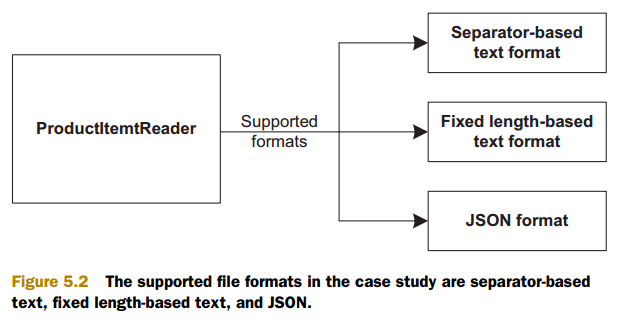 Separator-based
text format
ProductItemtReader
Supported
formats
Fixed length-based
text format
JSON format
Figure 5.2 The supported file formats in the case study are separator-based
text, fixed length-based text, and JSON.